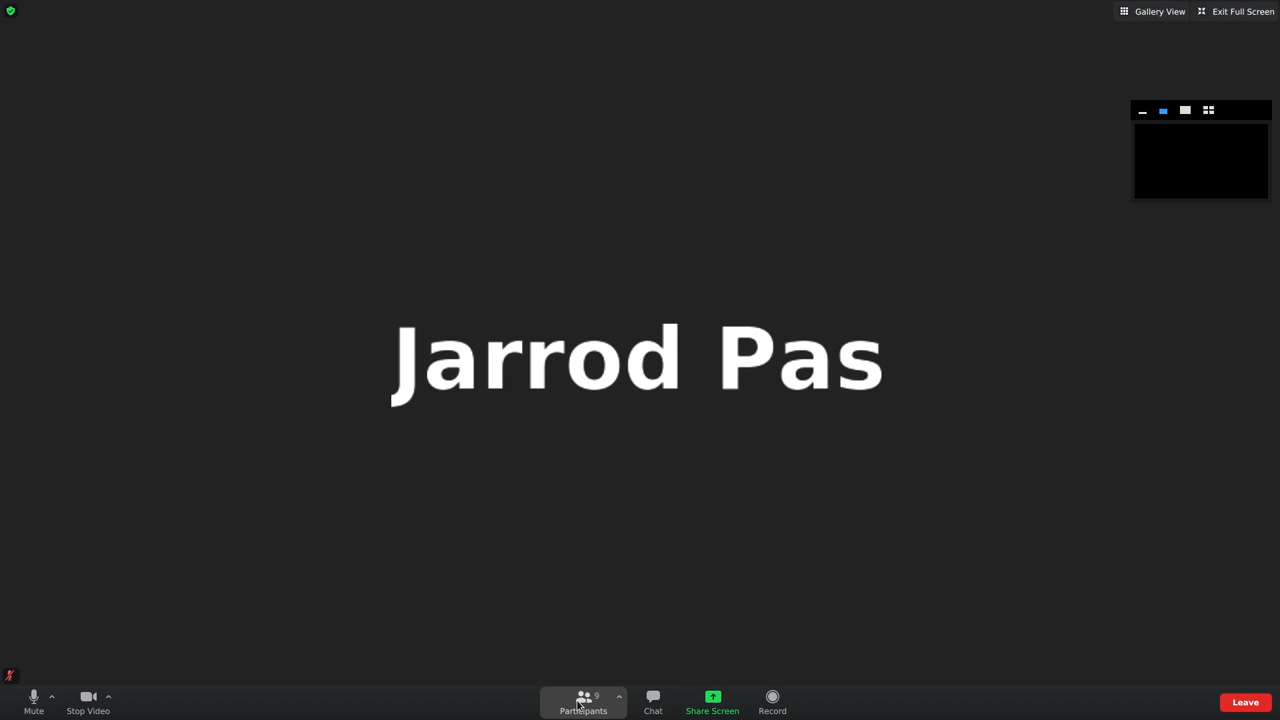 Gallery View
Exit Full Screen
Jarrod Pas
Mute
Stop Video
9
Participants
Chat
Share Screen
Record
Leave